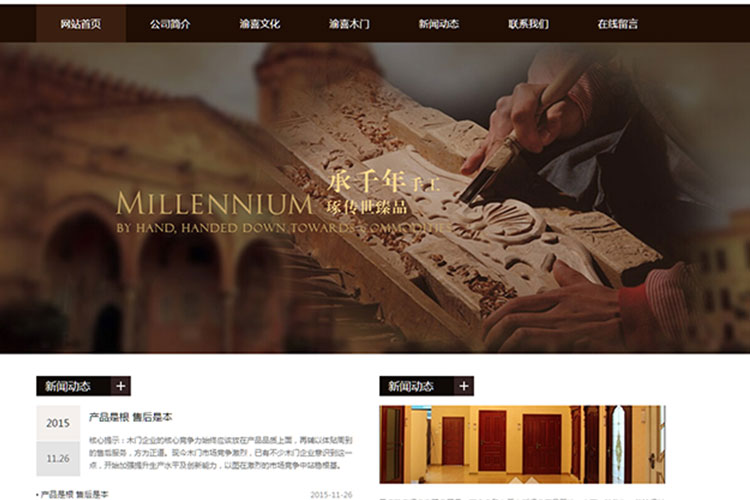 网站首页 公司简介 渝喜文化 渝喜木门 新闻动态 联系我们 在线留言
承千年手工
MILLENNIUM 琢传世臻品
BY HAND, HANDED DOWN TOWARDS COMMODITIES
新闻动态 +
2015
11.26
产品是根 售后是本
核心提示：木门企业的核心竞争力始终应该放在产品品质上面，再辅以体贴周到
的售后服务，方为正道。现今木门市场竞争激烈，已有不少木门企业意识到这一
点，开始加强提升生产水平及创新能力，以图在激烈的市场竞争中站稳根基。
• 产品是根 售后是本 2015-11-26
新闻动态 +